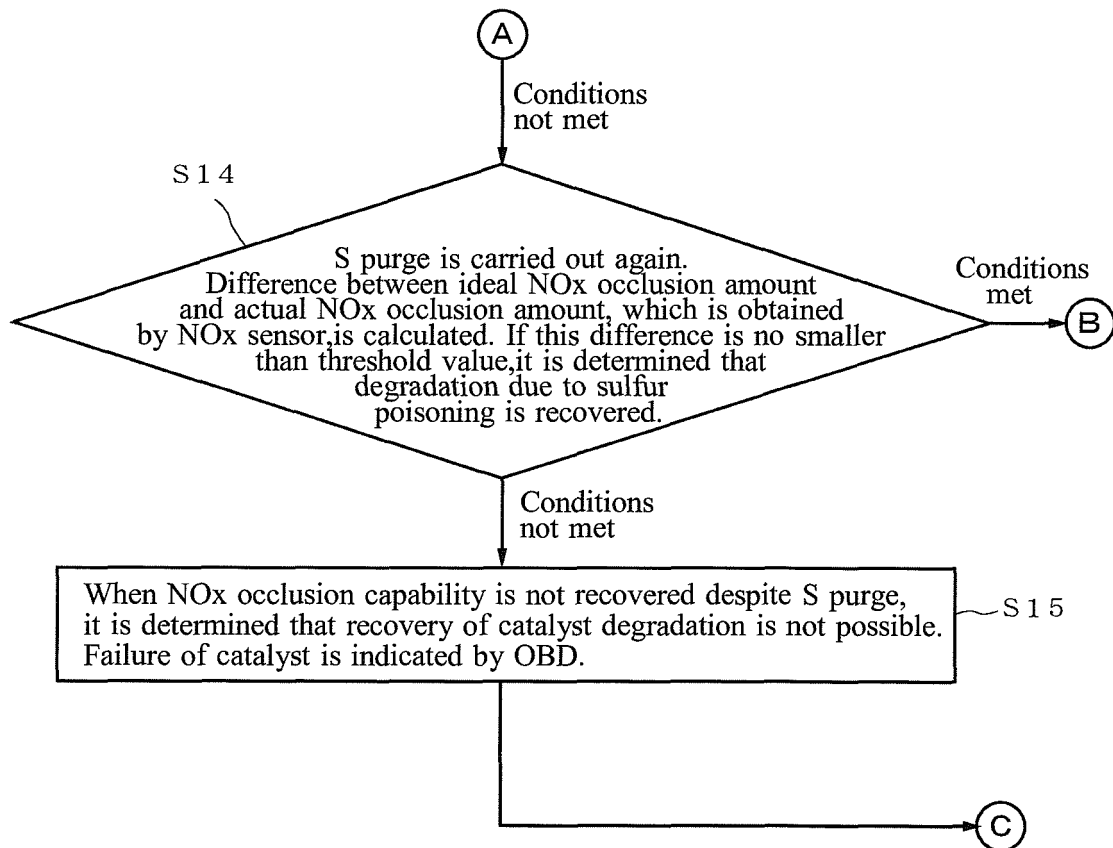 A
Conditions
not met
S14
S purge is carried out again.
Difference between ideal NOx occlusion amount
and actual NOx occlusion amount, which is obtained
by NOx sensor,is calculated. If this difference is no smaller
than threshold value,it is determined that
degradation due to sulfur
poisoning is recovered.
Conditions
met
B
Conditions
not met
When NOx occlusion capability is not recovered despite S purge,
it is determined that recovery of catalyst degradation is not possible.
Failure of catalyst is indicated by OBD.
S15
C